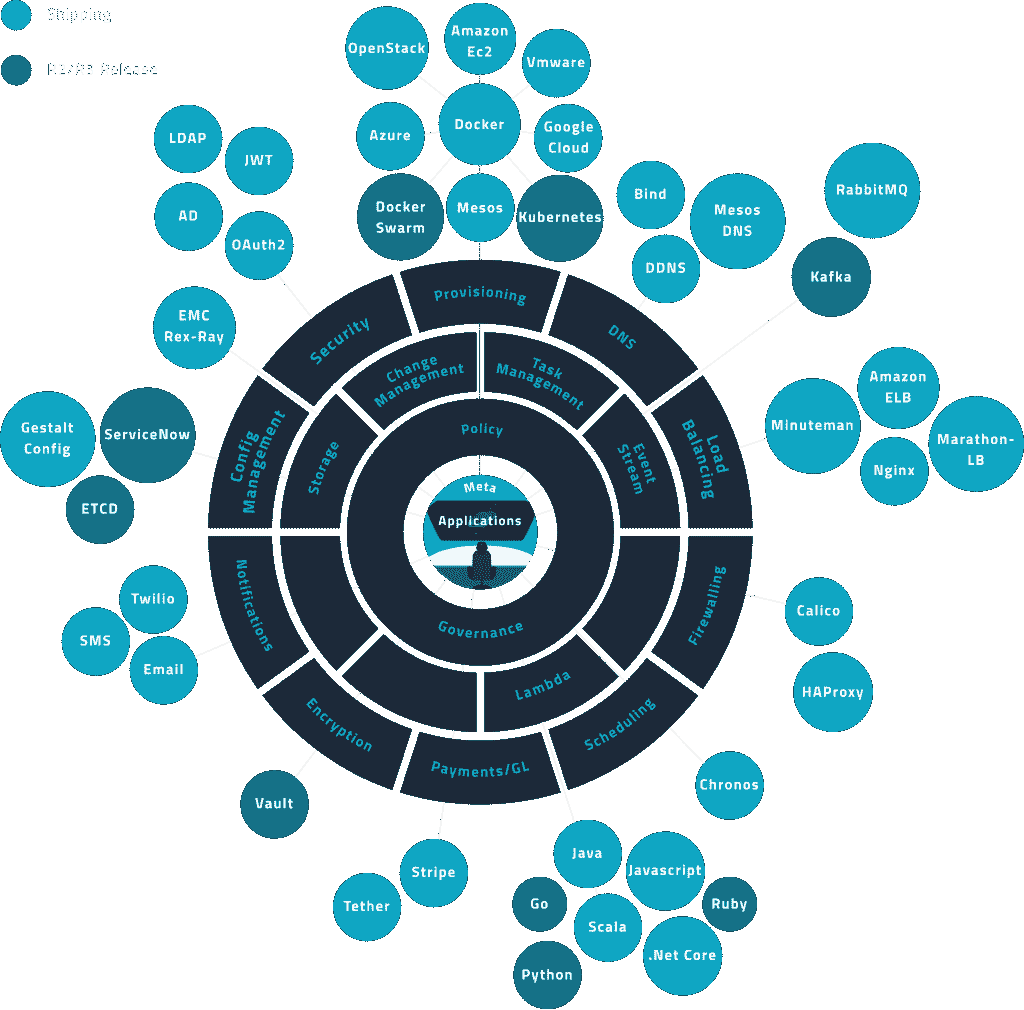 Shipping
Release
OpenStack
Amazon
Ec2
Vmware
Docker
Azure
Google
Cloud
Docker
Swarm
Mesos
Kubernetes
LDAP
JWT
AD
OAuth2
EMC
Rex-Ray
Bind
Mesos
DNS
DDNS
RabbitMQ
Kafka
Gestalt
Config
ServiceNow
ETCD
Minuteman
Amazon
ELB
Nginx
Marathon-
LB
Provisioning
Security
DNS
Config
Management
Load
Balancing
Change
Management
Task
Management
Storage
Event
Stream
Policy
Meta
Applications
Governance
Lambda
Notifications
Firewalling
Encryption
Payments/GL
Scheduling
Twilio
SMS
Email
Calico
HAProxy
Vault
Chronos
Stripe
Tether
Java
Javascript
Go
Scala
Ruby
.Net Core
Python